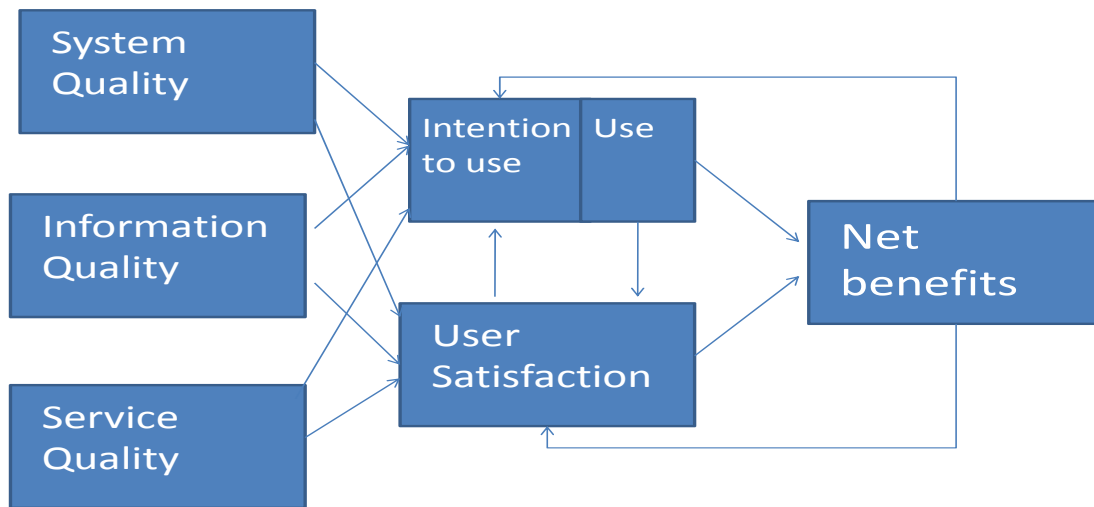 System
Quality
Intention
to use
Use
Information
Quality
Net
benefits
User
Satisfaction
Service
Quality